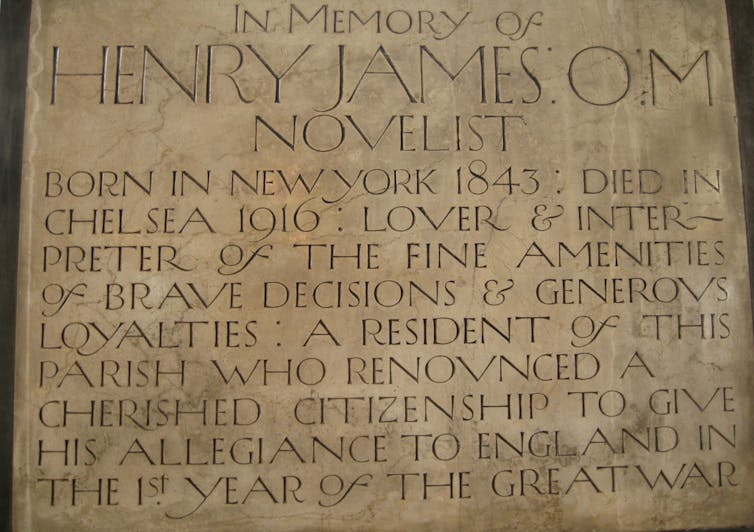 IN MEMORY OF
HENRY JAMES: O:M
NOVELIST
BORN IN NEW YORK 1843 : DIED IN
CHELSEA 1916 : LOVER & INTER-
PRETER OF THE FINE AMENITIES
OF BRAVE DECISIONS & GENEROVS
LOYALTIES : A RESIDENT OF THIS
PARISH WHO RENOVNCED A
CHERISHED CITIZENSHIP TO GIVE
HIS ALLEGIANCE TO ENGLAND IN
THE 1st. YEAR OF THE GREAT WAR